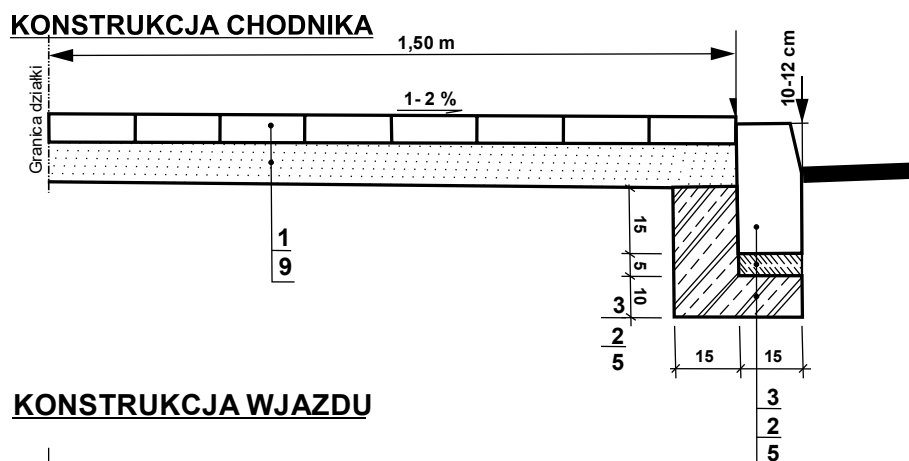 KONSTRUKCJA CHODNIKA
1,50 m
10-12 cm
Granica działki
1- 2 %
1
9
15
5
10
3
2
5
15
15
3
2
5
KONSTRUKCJA WJAZDU